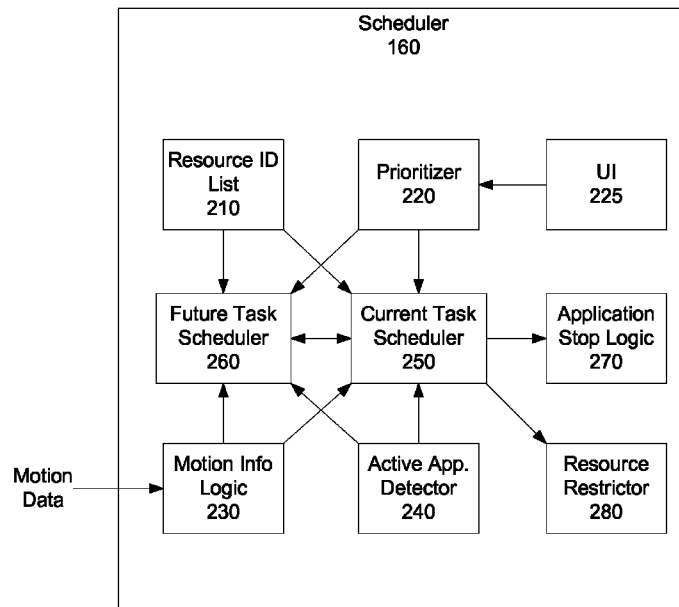 Scheduler
160
Resource ID
List
210
Prioritizer
220
UI
225
Future Task
Scheduler
260
Current Task
Scheduler
250
Application
Stop Logic
270
Motion
Data
Motion Info
Logic
230
Active App.
Detector
240
Resource
Restrictor
280